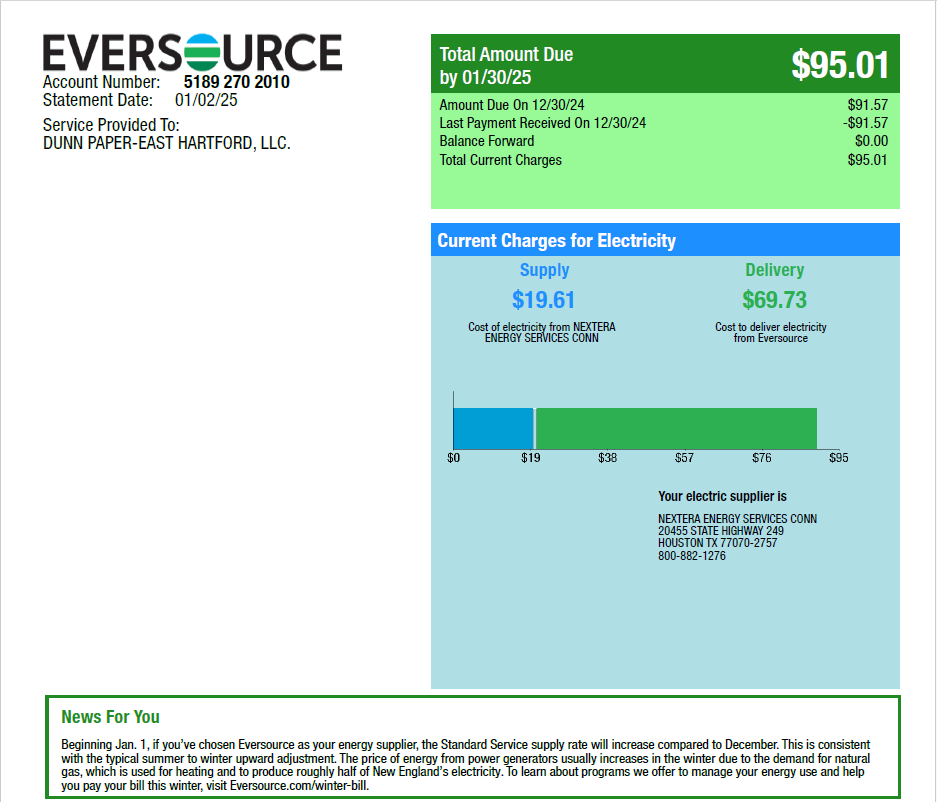 EVERSOURCE
Account Number: 5189 270 2010
Statement Date: 01/02/25
Service Provided To:
DUNN PAPER-EAST HARTFORD, LLC.
Total Amount Due
by 01/30/25
$95.01
Amount Due On 12/30/24 $91.57
Last Payment Received On 12/30/24 -$91.57
Balance Forward $0.00
Total Current Charges $95.01
Current Charges for Electricity
Supply
$19.61
Cost of electricity from NEXTERA
ENERGY SERVICES CONN
Delivery
$69.73
Cost to deliver electricity
from Eversource
$0 $19 $38 $57 $76 $95
Your electric supplier is
NEXTERA ENERGY SERVICES CONN
20455 STATE HIGHWAY 249
HOUSTON TX 77070-2757
800-882-1276
News For You
Beginning Jan. 1, if you've chosen Eversource as your energy supplier, the Standard Service supply rate will increase compared to December. This is consistent
with the typical summer to winter upward adjustment. The price of energy from power generators usually increases in the winter due to the demand for natural
gas, which is used for heating and to produce roughly half of New England's electricity. To learn about programs we offer to manage your energy use and help
you pay your bill this winter, visit Eversource.com/winter-bill.